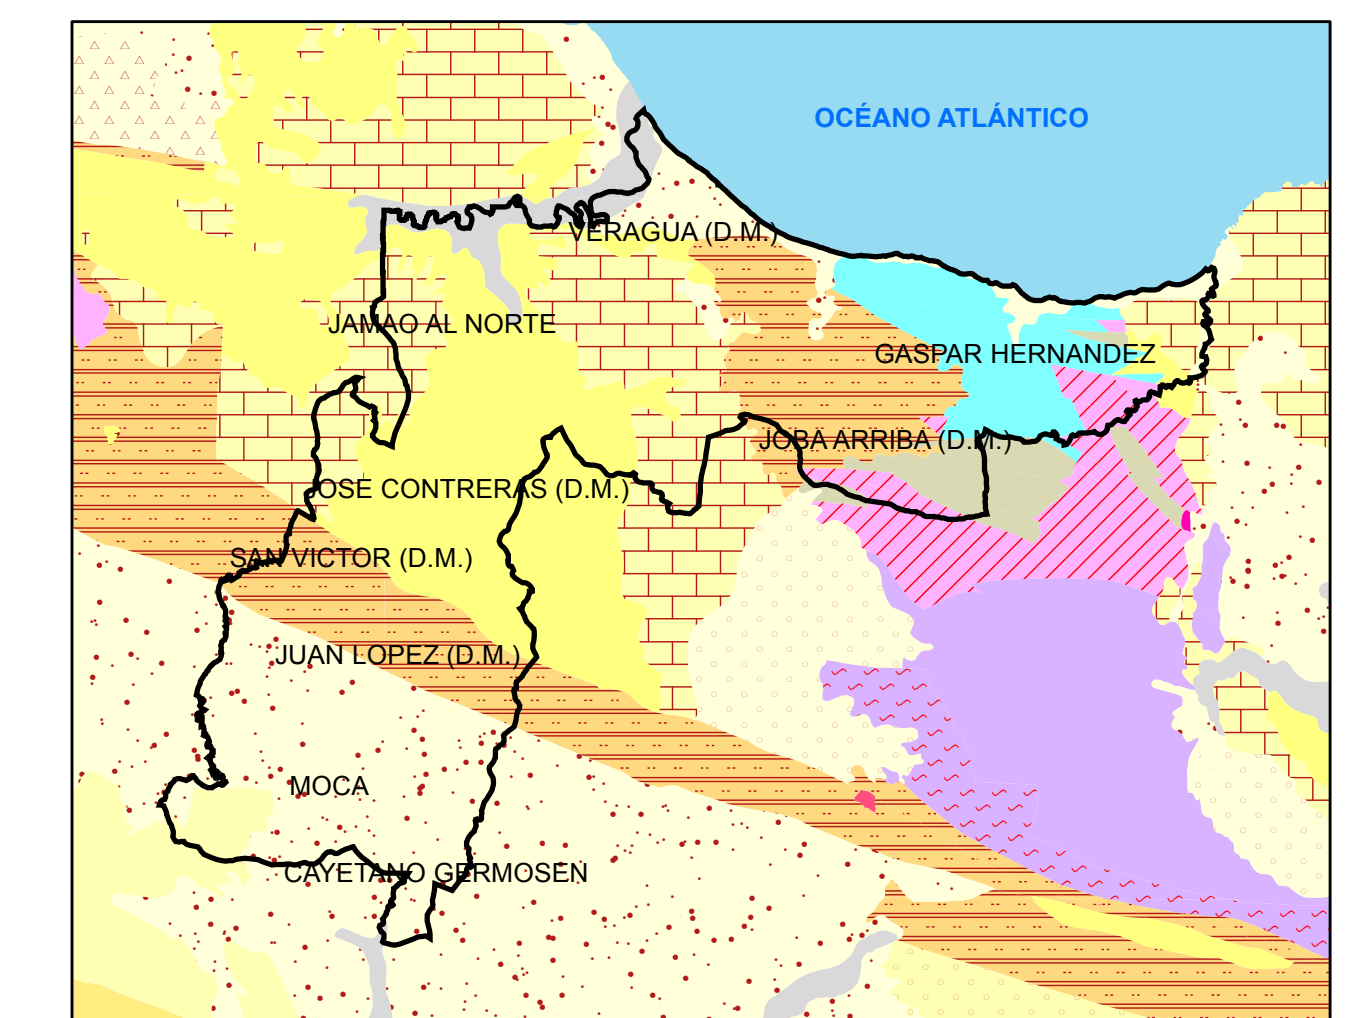 OCÉANO ATLÁNTICO
VERAGUA (D.M.)
JAMAO AL NORTE
GASPAR HERNANDEZ
JOBA ARRIBA (D.M.)
JOSE CONTRERAS (D.M.)
SAN VICTOR (D.M.)
JUAN LOPEZ (D.M.)
MOCA
CAYETANO GERMOSEN